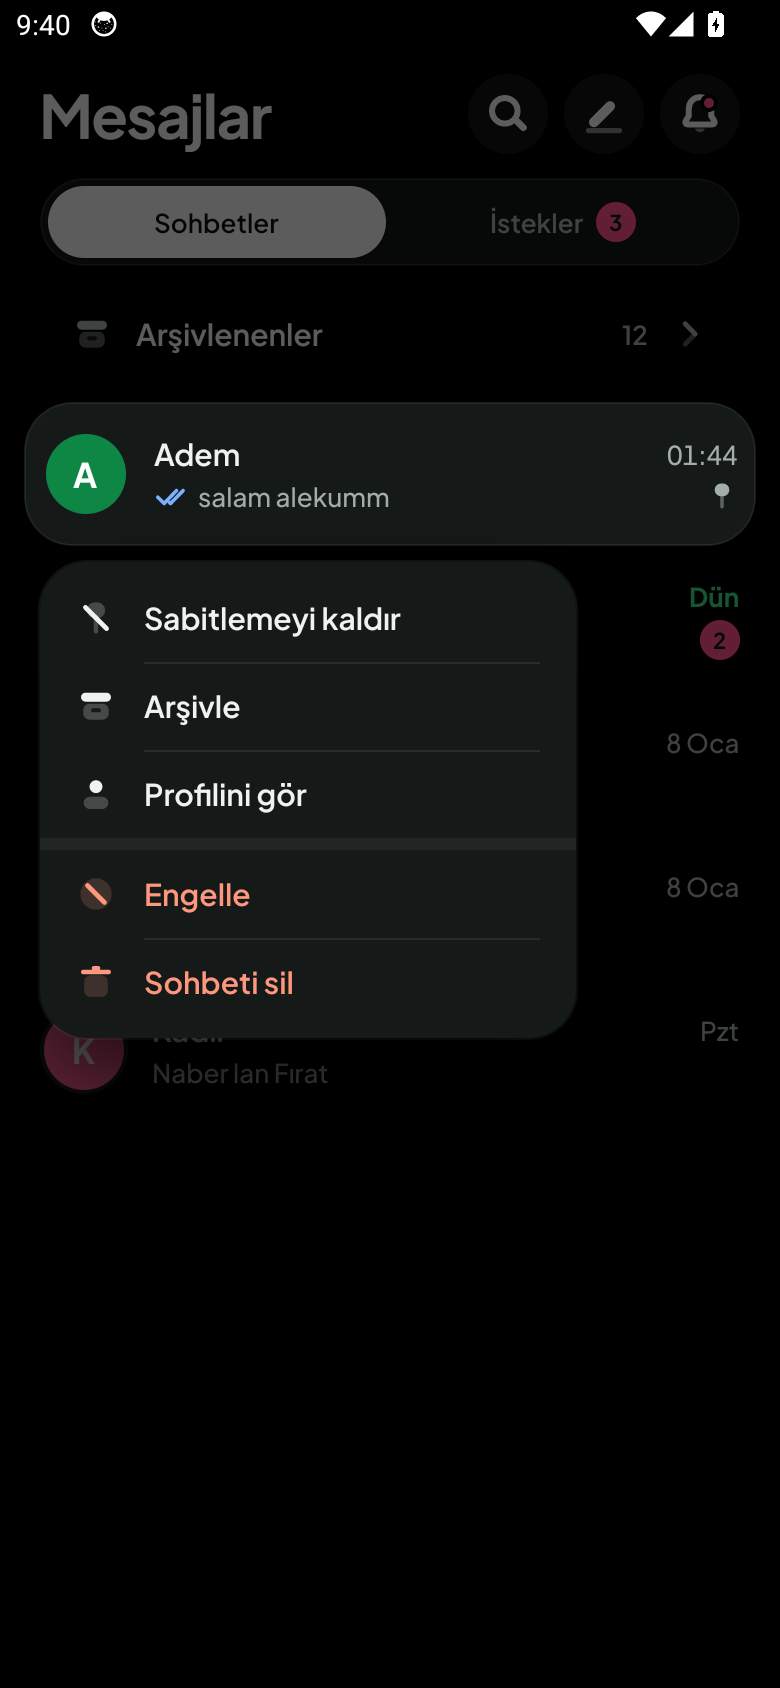 9:40
Mesajlar
Sohbetler
İstekler 3
Arşivlenenler 12
A
Adem 01:44
salam alekumm
Dün
2
Sabitlemeyi kaldır
Arşivle
8 Oca
Profilini gör
Engelle
8 Oca
Sohbeti sil
Pzt
K
Naber lan Fırat